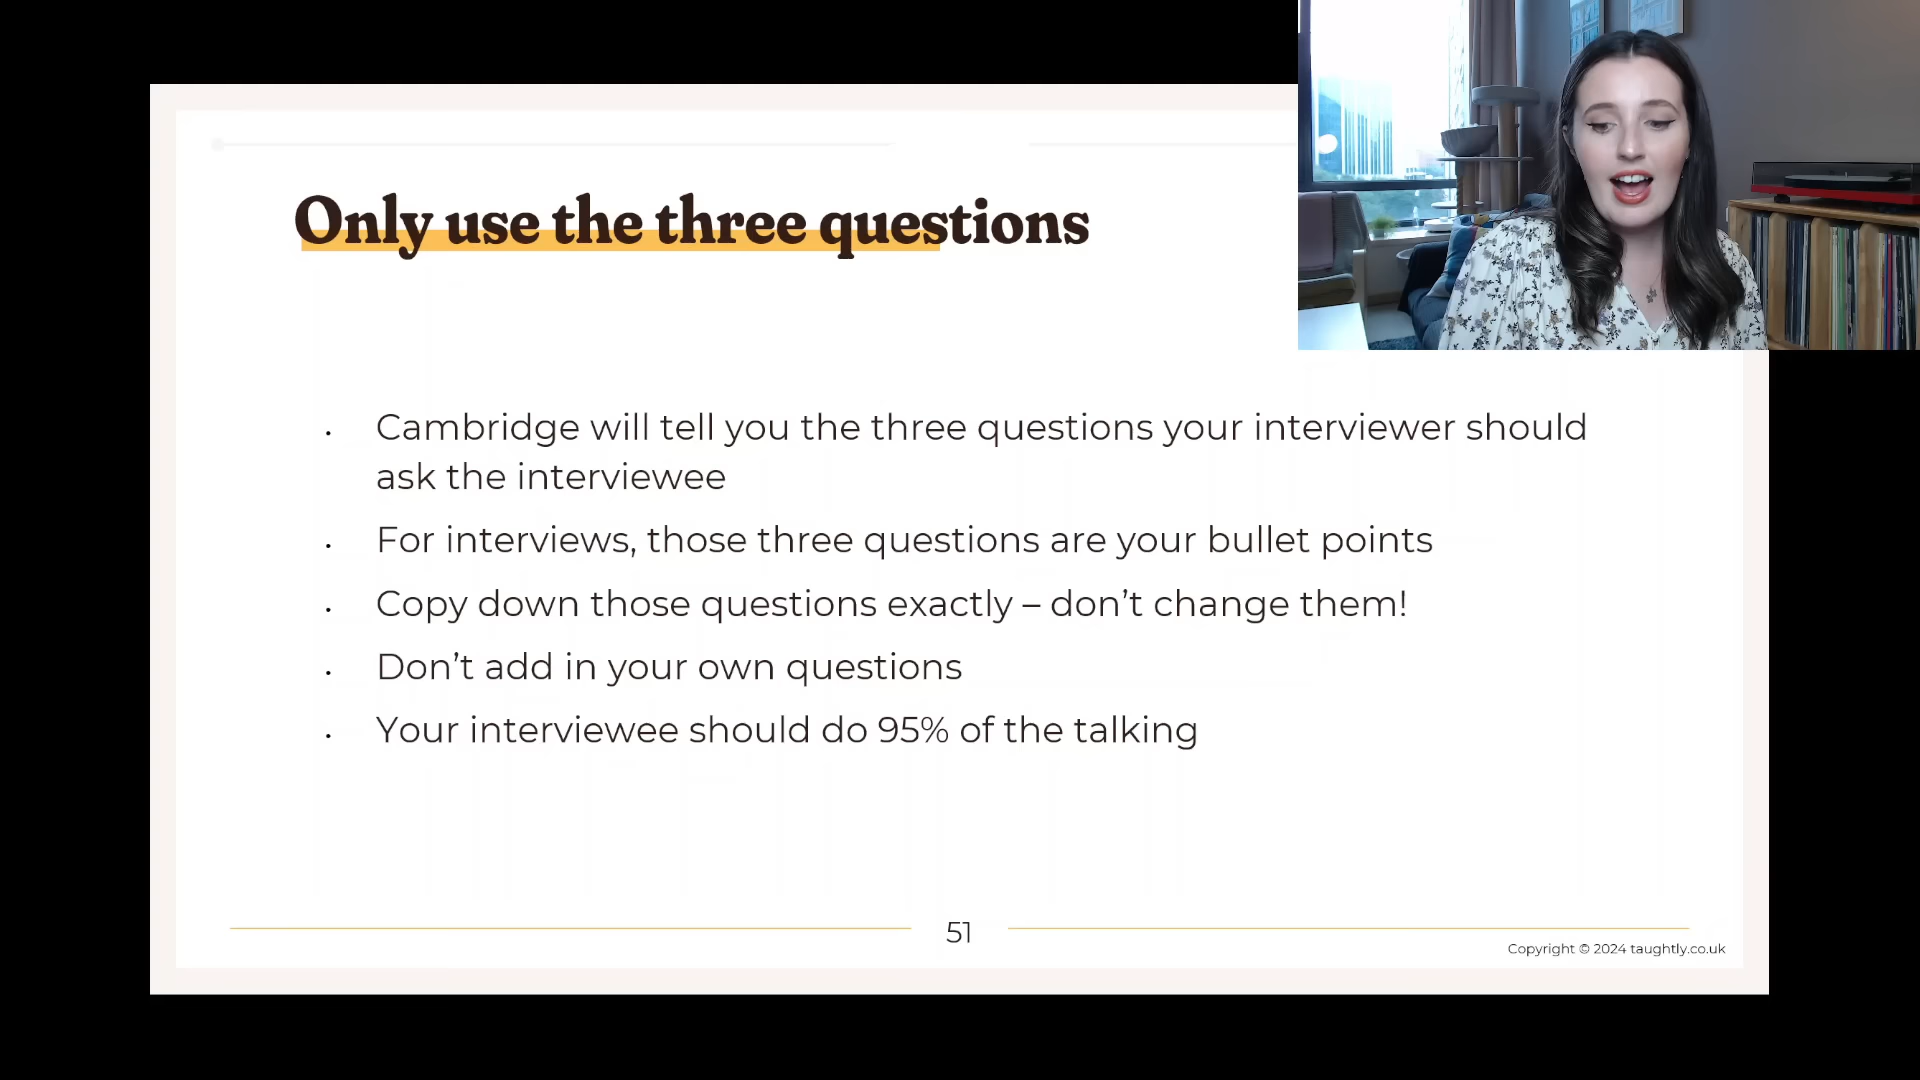 Only use the three questions
• Cambridge will tell you the three questions your interviewer should
ask the interviewee
• For interviews, those three questions are your bullet points
• Copy down those questions exactly – don’t change them!
• Don’t add in your own questions
• Your interviewee should do 95% of the talking
51
Copyright © 2024 taughtly.co.uk